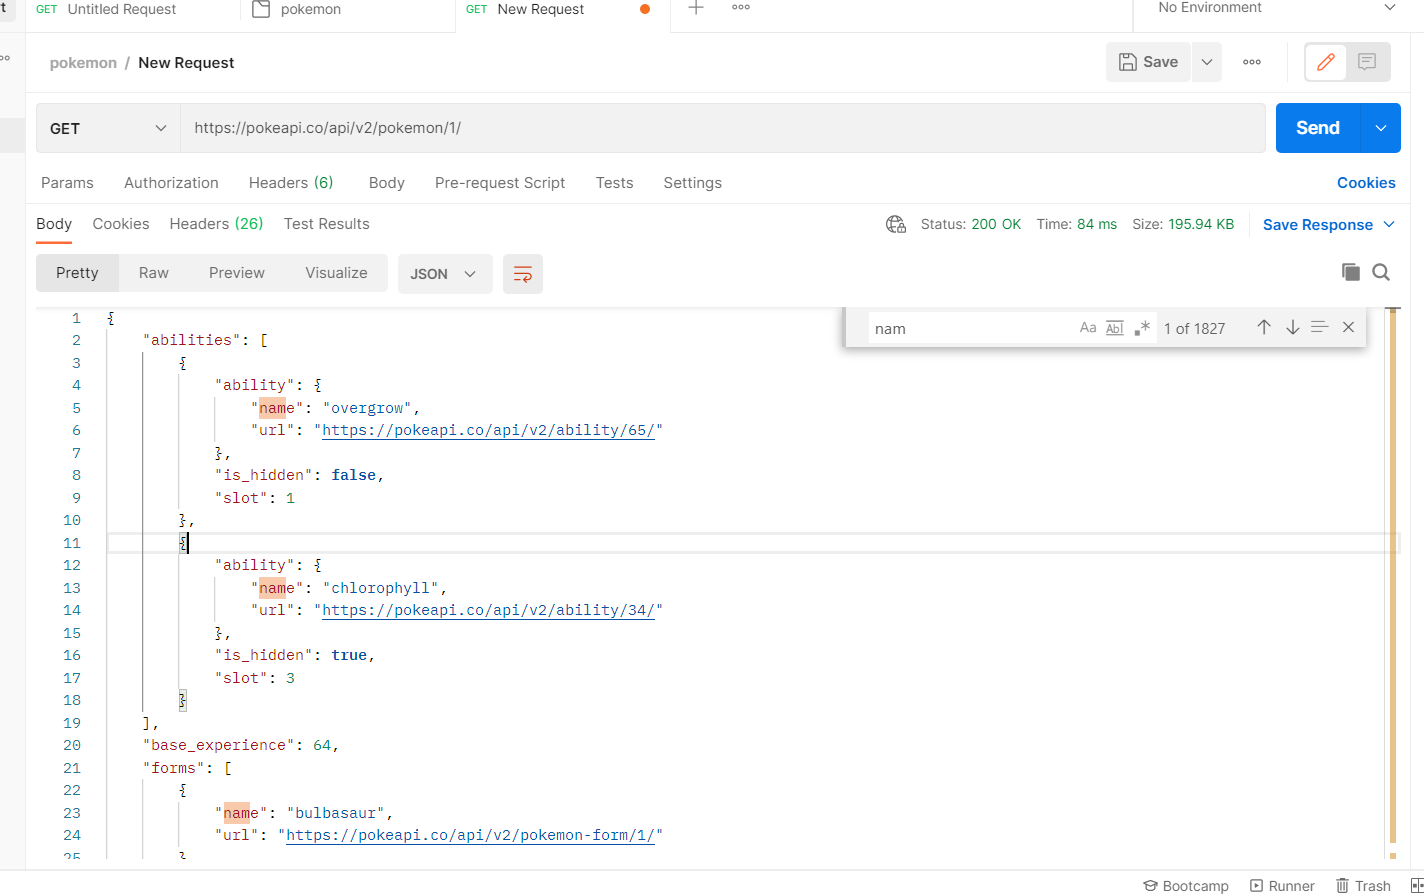 t GET Untitled Request pokemon GET New Request No Environment
pokemon / New Request Save
GET https://pokeapi.co/api/v2/pokemon/1/ Send
Params Authorization Headers (6) Body Pre-request Script Tests Settings Cookies
Body Cookies Headers (26) Test Results Status: 200 OK Time: 84 ms Size: 195.94 KB Save Response
Pretty Raw Preview Visualize JSON
nam Aa Abl .* 1 of 1827
1 {
2 "abilities": [
3 {
4 "ability": {
5 "name": "overgrow",
6 "url": "https://pokeapi.co/api/v2/ability/65/"
7 },
8 "is_hidden": false,
9 "slot": 1
10 },
11 {
12 "ability": {
13 "name": "chlorophyll",
14 "url": "https://pokeapi.co/api/v2/ability/34/"
15 },
16 "is_hidden": true,
17 "slot": 3
18 }
19 ],
20 "base_experience": 64,
21 "forms": [
22 {
23 "name": "bulbasaur",
24 "url": "https://pokeapi.co/api/v2/pokemon-form/1/"
25 }
Bootcamp Runner Trash